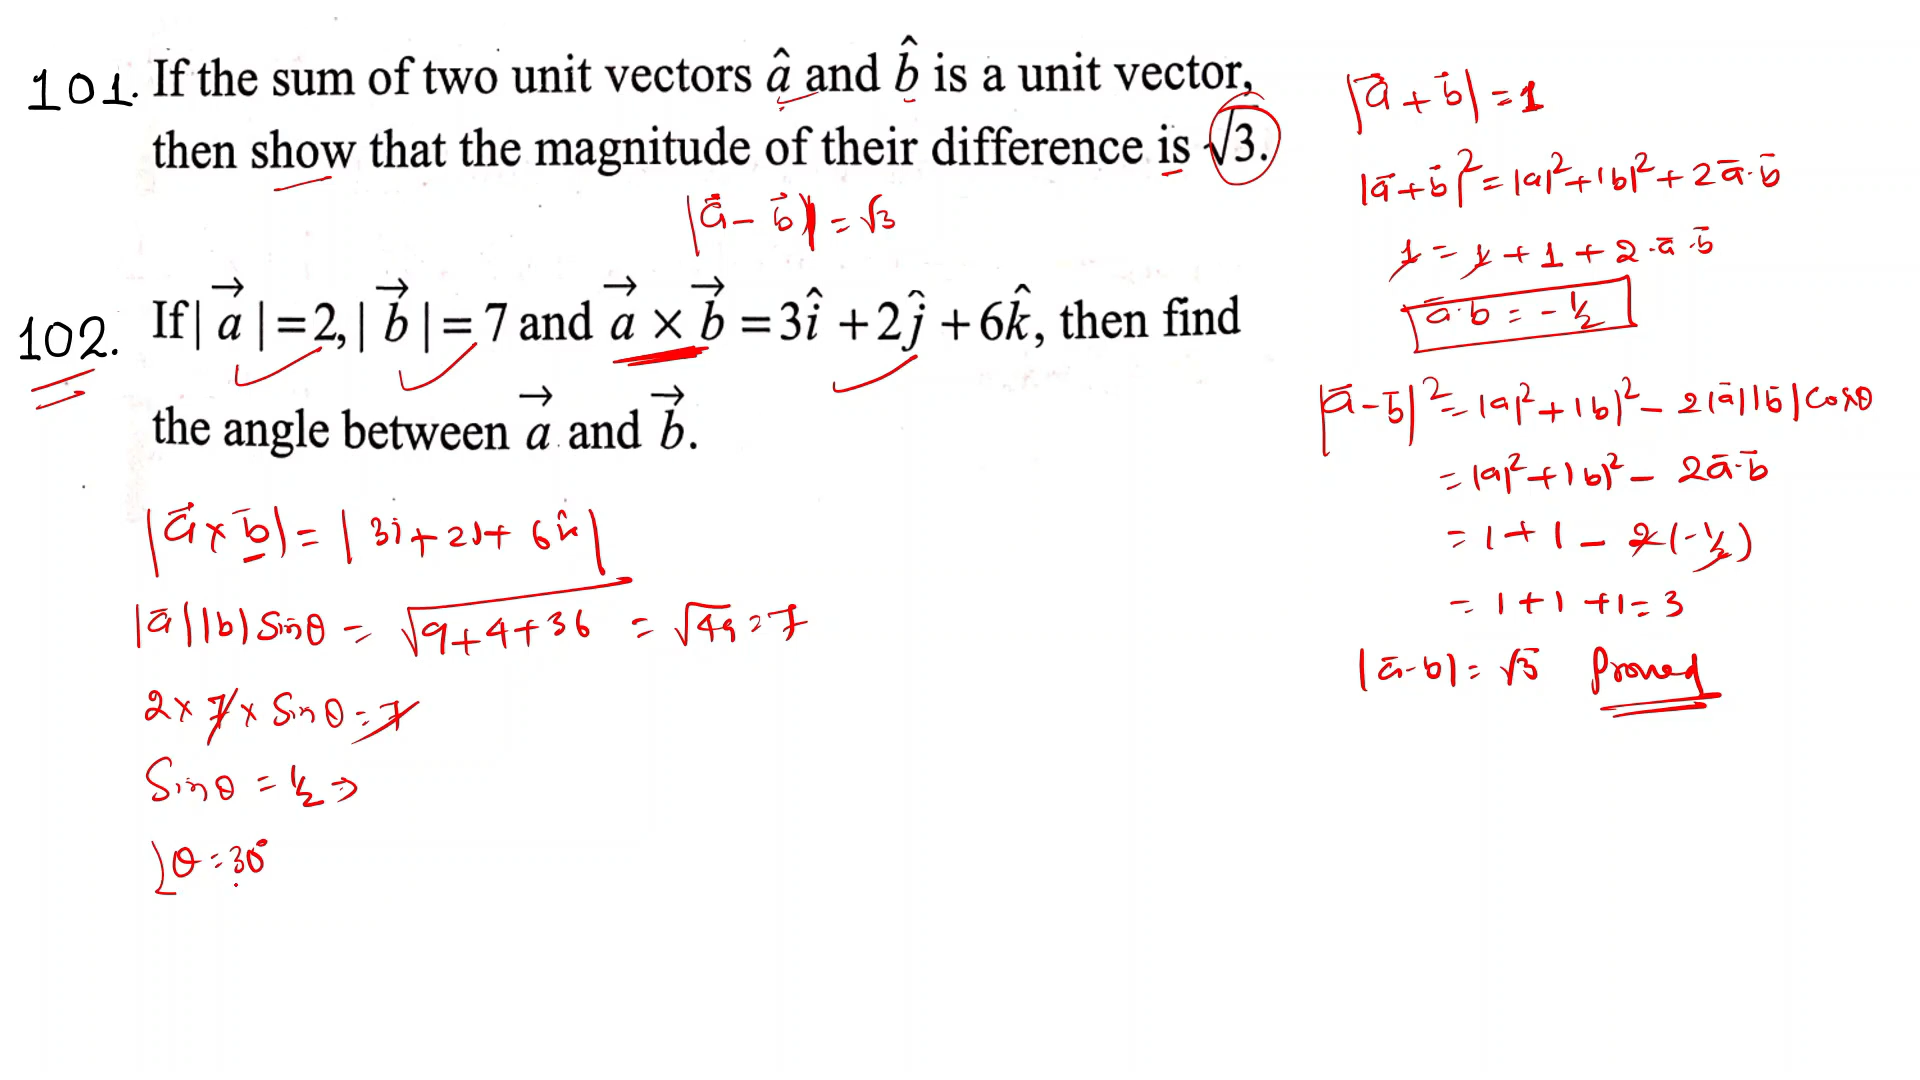 101. If the sum of two unit vectors â and b̂ is a unit vector,
then show that the magnitude of their difference is √3.
|a⃗ - b⃗| = √3
102. If | a⃗ | = 2, | b⃗ | = 7 and a⃗ × b⃗ = 3î + 2ĵ + 6k̂, then find
the angle between a⃗ and b⃗.
|a⃗ × b̄| = | 3i + 2j + 6k̂ |
|ā||b| Sinθ = √9+4+36 = √49 = 7
2 × 7 × Sinθ = 7
Sinθ = ½ ⇒
θ = 30°
|a⃗ + b⃗| = 1
|ā + b̄|² = |a|² + |b|² + 2ā·b̄
1 = 1 + 1 + 2·ā·b̄
ā·b = -½
|ā - b̄|² = |a|² + |b|² - 2|ā||b̄| Cosθ
= |a|² + |b|² - 2ā·b̄
= 1 + 1 - 2(-½)
= 1 + 1 + 1 = 3
|ā - b| = √3 Proved